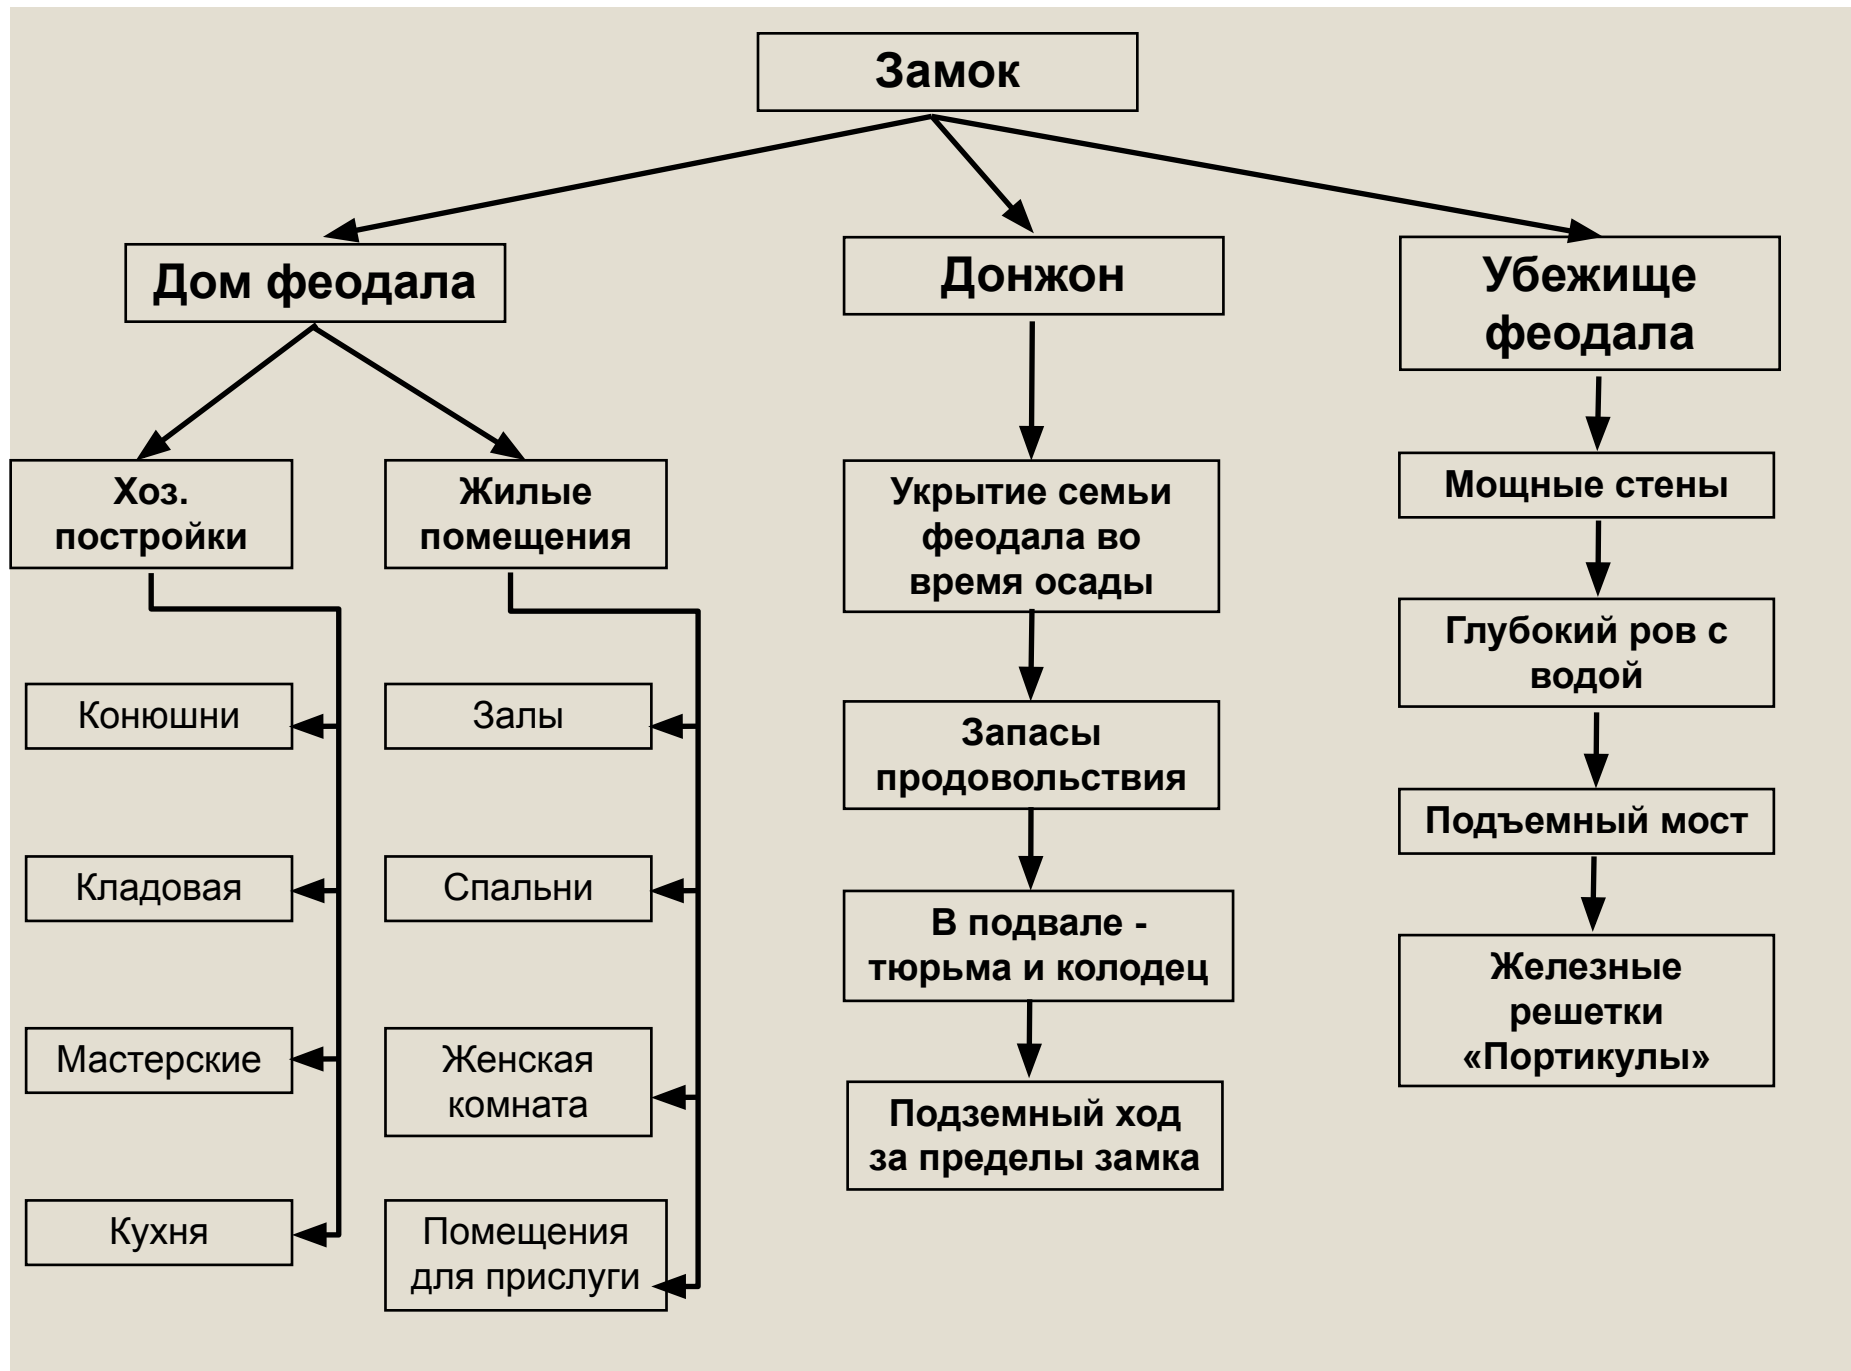 Замок
Дом феодала
Донжон
Убежище
феодала
Хоз.
постройки
Жилые
помещения
Укрытие семьи
феодала во
время осады
Мощные стены
Глубокий ров с
водой
Конюшни
Залы
Запасы
продовольствия
Подъемный мост
Кладовая
Спальни
В подвале -
тюрьма и колодец
Железные
решетки
«Портикулы»
Мастерские
Женская
комната
Подземный ход
за пределы замка
Кухня
Помещения
для прислуги